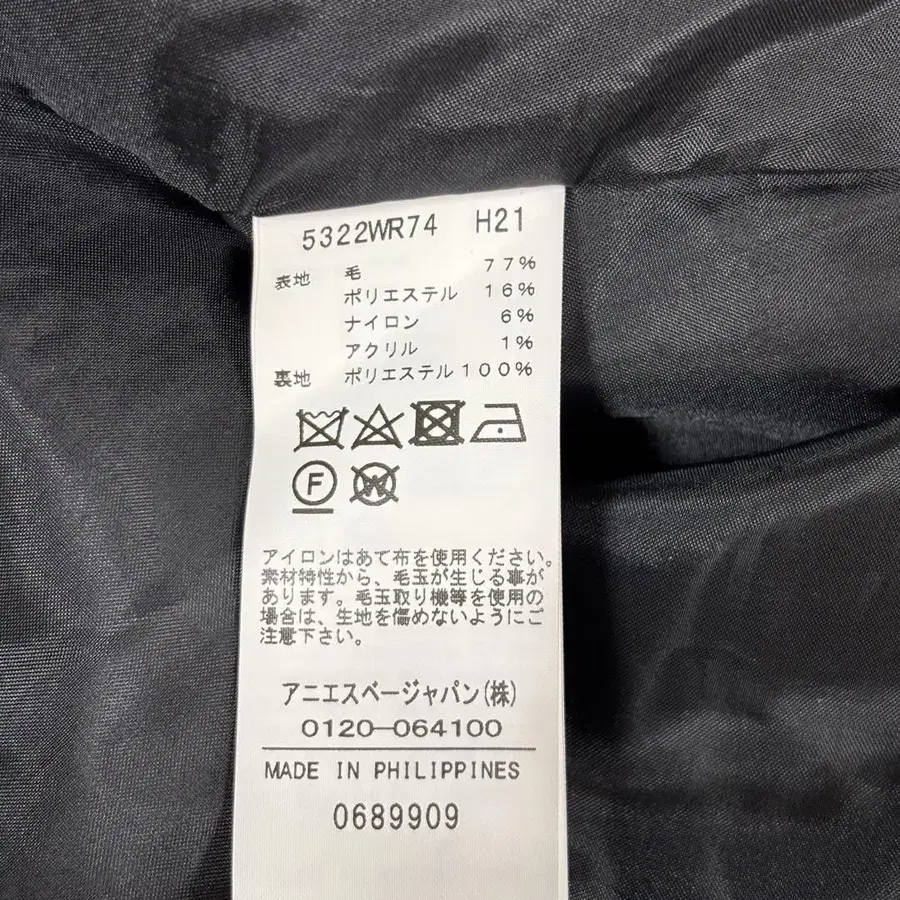 5322WR74 H21
表地 毛 77%
ポリエステル 16%
ナイロン 6%
アクリル 1%
裏地 ポリエステル 100%
F W
アイロンはあて布を使用ください。
素材特性から、毛玉が生じる事が
あります。毛玉取り機等を使用の
場合は、生地を傷めないようにご
注意下さい。
アニエスベージャパン(株)
0120-064100
MADE IN PHILIPPINES
0689909